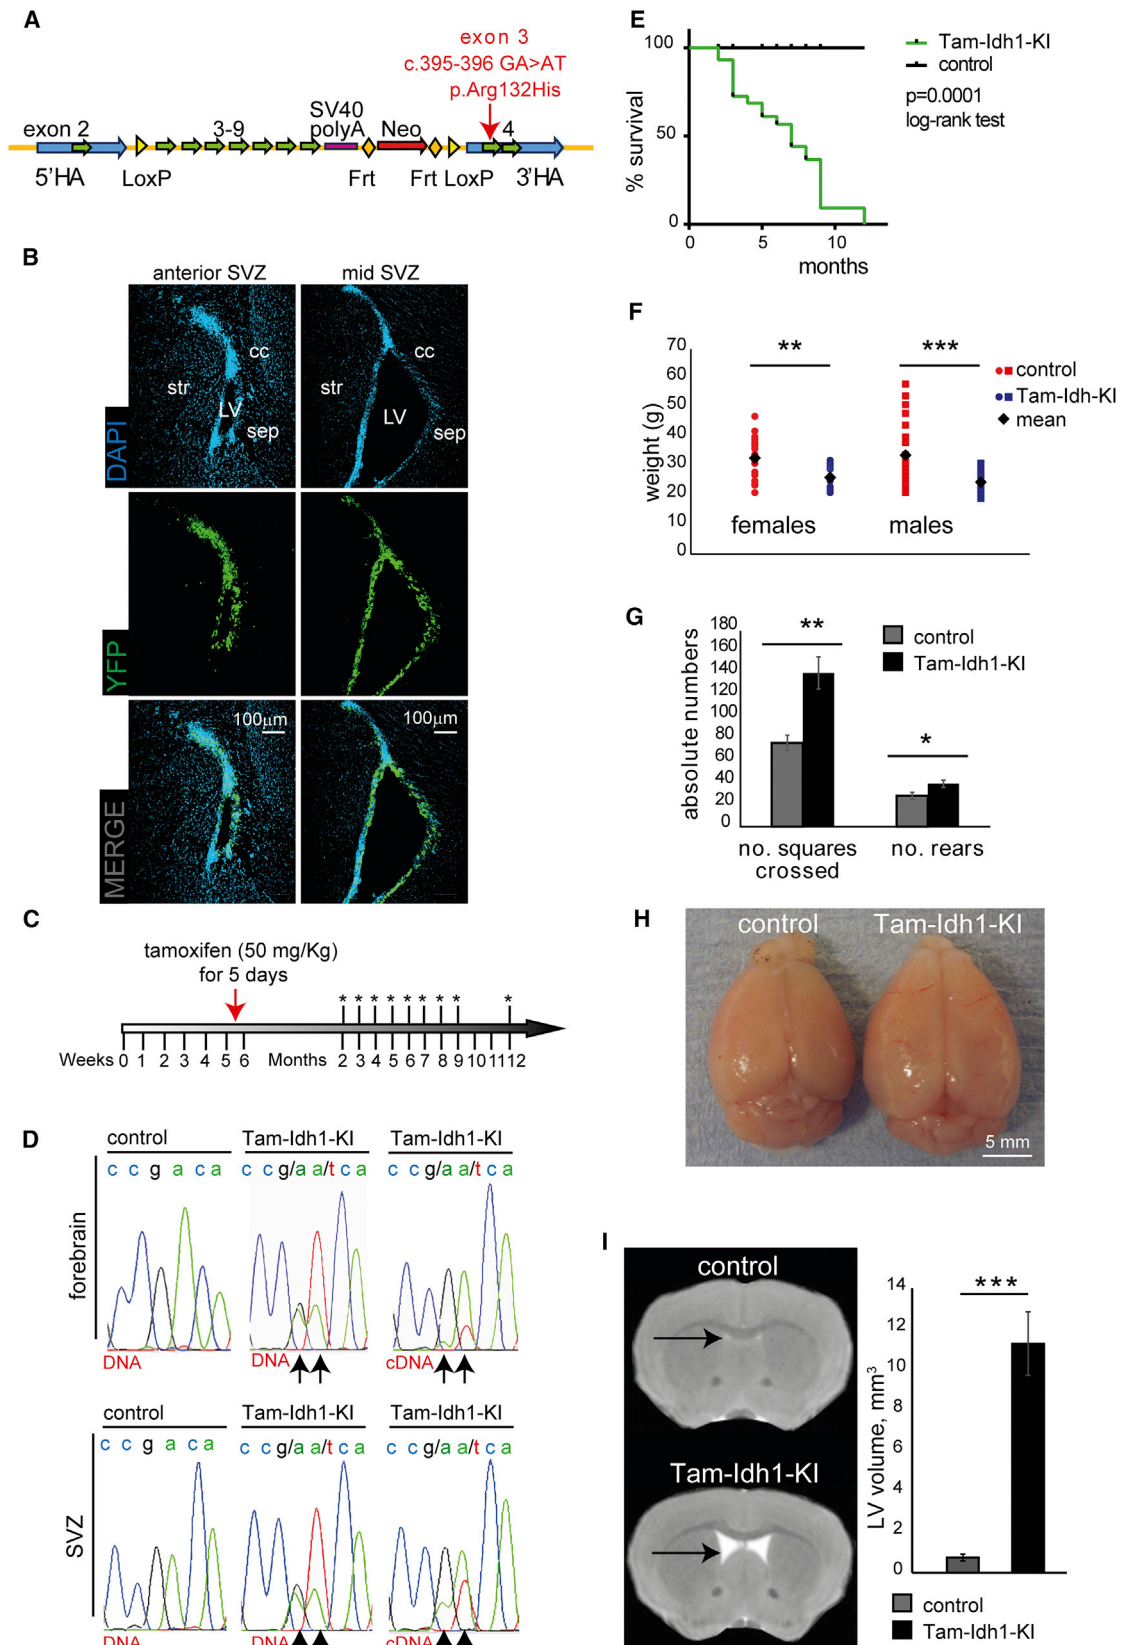 A
exon 3
c.395-396 GA>AT
p.Arg132His
exon 2
3-9
SV40
polyA
Neo
4
5'HA
LoxP
Frt
Frt
LoxP
3'HA
B
anterior SVZ
mid SVZ
DAPI
cc
str
LV
sep
cc
str
LV
sep
YFP
MERGE
100µm
100µm
C
tamoxifen (50 mg/Kg)
for 5 days
* * * * * * * * *
Weeks 0 1 2 3 4 5 6 Months 2 3 4 5 6 7 8 9 10 11 12
D
control
Tam-Idh1-KI
Tam-Idh1-KI
c c g a c a
c c g/a a/t c a
c c g/a a/t c a
forebrain
DNA
DNA
cDNA
control
Tam-Idh1-KI
Tam-Idh1-KI
c c g a c a
c c g/a a/t c a
c c g/a a/t c a
SVZ
DNA
DNA
cDNA
E
% survival
100
50
0
0 5 10
months
Tam-Idh1-KI
control
p=0.0001
log-rank test
F
weight (g)
70
60
50
40
30
20
10
0
**
***
females
males
control
Tam-Idh-KI
mean
G
absolute numbers
180
160
140
120
100
80
60
40
20
0
**
*
control
Tam-Idh1-KI
no. squares
crossed
no. rears
H
control
Tam-Idh1-KI
5 mm
I
control
Tam-Idh1-KI
LV volume, mm³
14
12
10
8
6
4
2
0
***
control
Tam-Idh1-KI